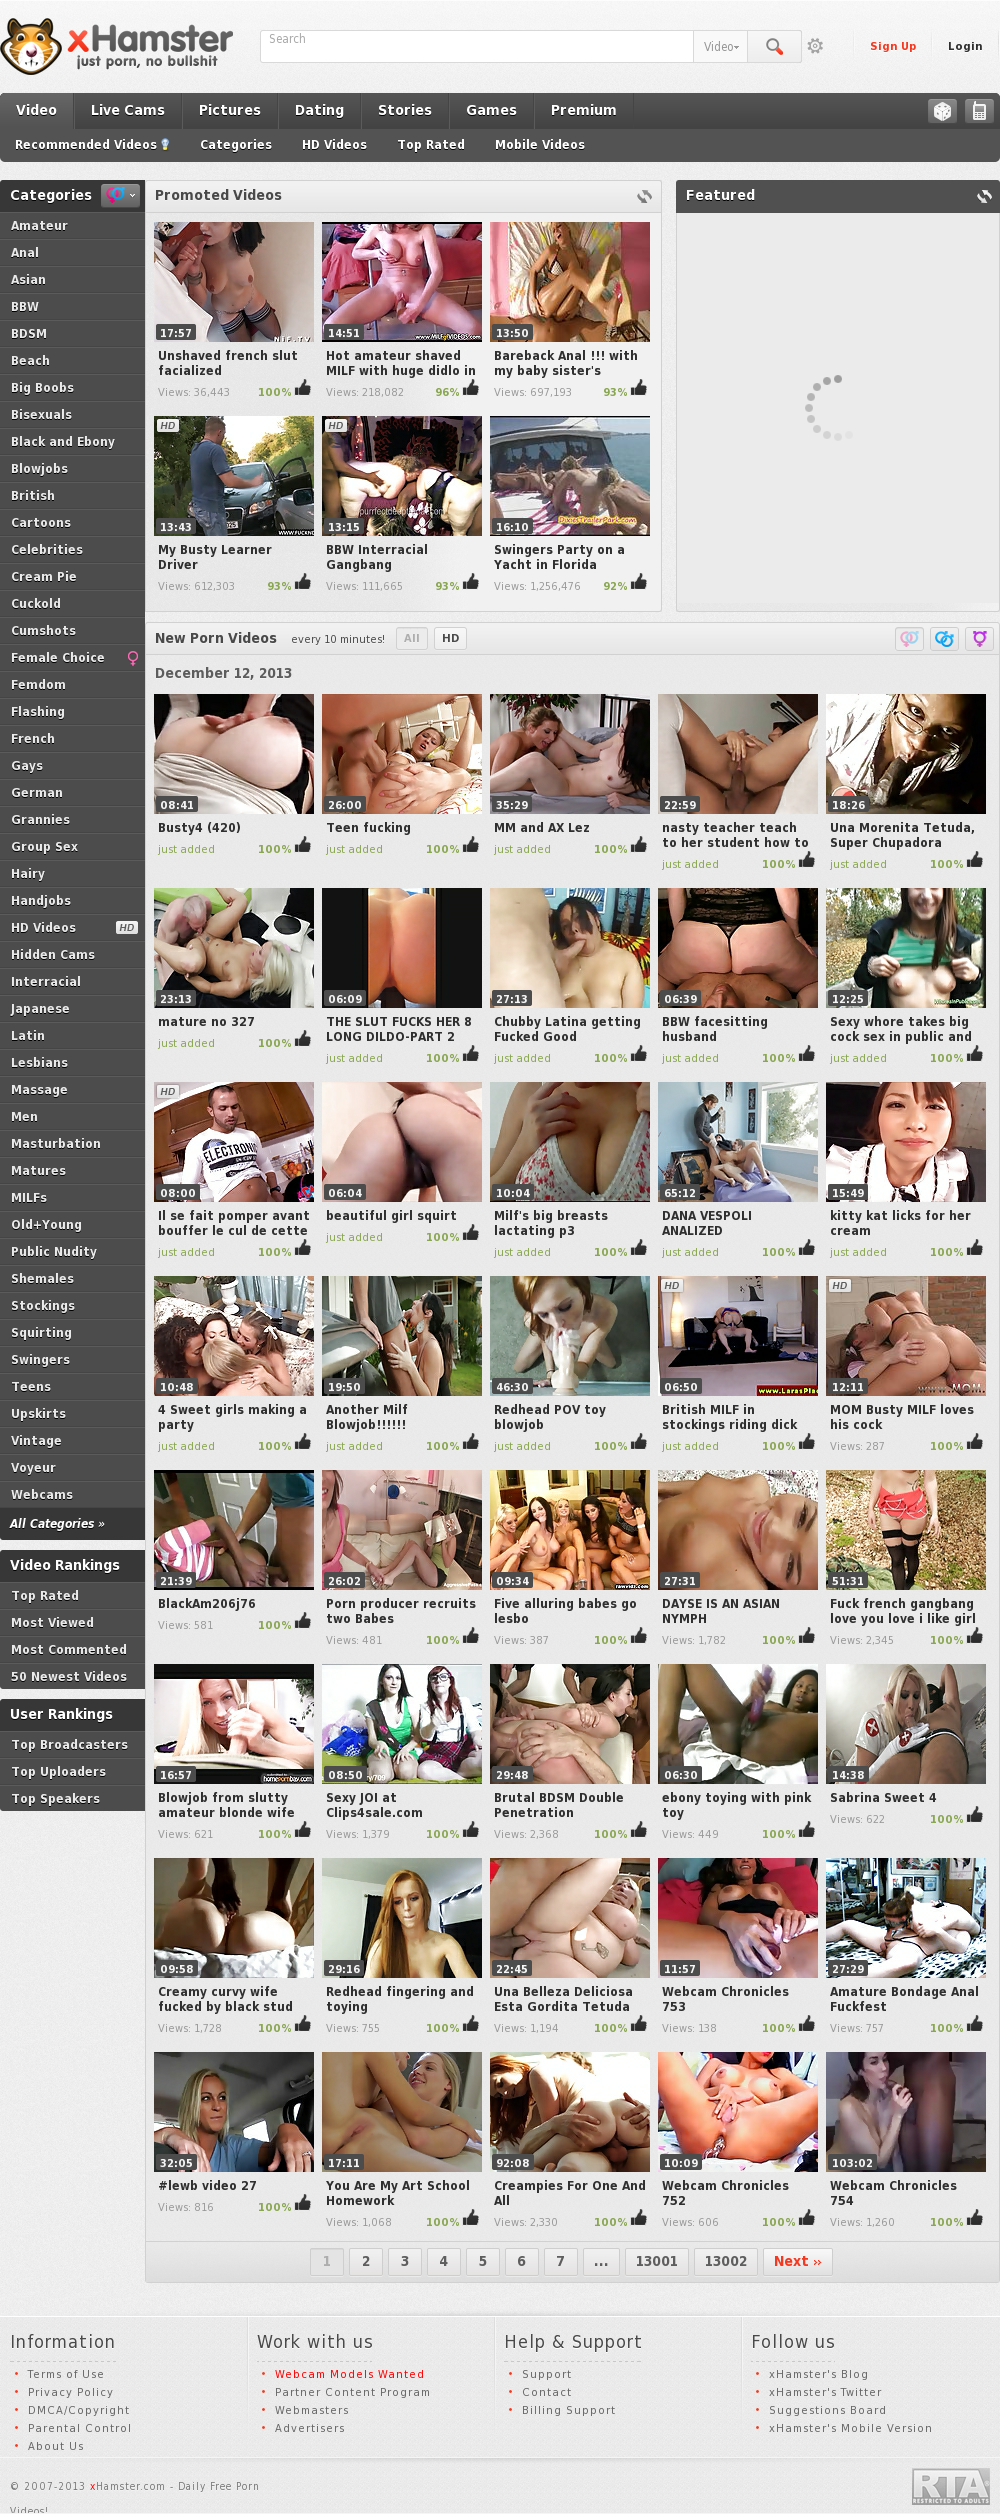 xHamster
just porn, no bullshit
Search
Video
Sign Up
Login
Video Live Cams Pictures Dating Stories Games Premium
Recommended Videos Categories HD Videos Top Rated Mobile Videos
Categories
Amateur
Anal
Asian
BBW
BDSM
Beach
Big Boobs
Bisexuals
Black and Ebony
Blowjobs
British
Cartoons
Celebrities
Cream Pie
Cuckold
Cumshots
Female Choice
Femdom
Flashing
French
Gays
German
Grannies
Group Sex
Hairy
Handjobs
HD Videos HD
Hidden Cams
Interracial
Japanese
Latin
Lesbians
Massage
Men
Masturbation
Matures
MILFs
Old+Young
Public Nudity
Shemales
Stockings
Squirting
Swingers
Teens
Upskirts
Vintage
Voyeur
Webcams
All Categories »
Video Rankings
Top Rated
Most Viewed
Most Commented
50 Newest Videos
User Rankings
Top Broadcasters
Top Uploaders
Top Speakers
Promoted Videos
17:57
Unshaved french slut
facialized
Views: 36,443 100%
14:51
Hot amateur shaved
MILF with huge didlo in
Views: 218,082 96%
13:50
Bareback Anal !!! with
my baby sister's
Views: 697,193 93%
HD
13:43
My Busty Learner
Driver
Views: 612,303 93%
HD
13:15
BBW Interracial
Gangbang
Views: 111,665 93%
16:10
Swingers Party on a
Yacht in Florida
Views: 1,256,476 92%
Featured
New Porn Videos every 10 minutes! All HD
December 12, 2013
08:41
Busty4 (420)
just added 100%
26:00
Teen fucking
just added 100%
35:29
MM and AX Lez
just added 100%
22:59
nasty teacher teach
to her student how to
just added 100%
18:26
Una Morenita Tetuda,
Super Chupadora
just added 100%
23:13
mature no 327
just added 100%
06:09
THE SLUT FUCKS HER 8
LONG DILDO-PART 2
just added 100%
27:13
Chubby Latina getting
Fucked Good
just added 100%
06:39
BBW facesitting
husband
just added 100%
12:25
Sexy whore takes big
cock sex in public and
just added 100%
HD
08:00
Il se fait pomper avant
bouffer le cul de cette
just added 100%
06:04
beautiful girl squirt
just added 100%
10:04
Milf's big breasts
lactating p3
just added 100%
65:12
DANA VESPOLI
ANALIZED
just added 100%
15:49
kitty kat licks for her
cream
just added 100%
10:48
4 Sweet girls making a
party
just added 100%
19:50
Another Milf
Blowjob!!!!!!
just added 100%
46:30
Redhead POV toy
blowjob
just added 100%
HD
06:50
British MILF in
stockings riding dick
just added 100%
HD
12:11
MOM Busty MILF loves
his cock
Views: 287 100%
21:39
BlackAm206j76
Views: 581 100%
26:02
Porn producer recruits
two Babes
Views: 481 100%
09:34
Five alluring babes go
lesbo
Views: 387 100%
27:31
DAYSE IS AN ASIAN
NYMPH
Views: 1,782 100%
51:31
Fuck french gangbang
love you love i like girl
Views: 2,345 100%
16:57
Blowjob from slutty
amateur blonde wife
Views: 621 100%
08:50
Sexy JOI at
Clips4sale.com
Views: 1,379 100%
29:48
Brutal BDSM Double
Penetration
Views: 2,368 100%
06:30
ebony toying with pink
toy
Views: 449 100%
14:38
Sabrina Sweet 4
Views: 622 100%
09:58
Creamy curvy wife
fucked by black stud
Views: 1,728 100%
29:16
Redhead fingering and
toying
Views: 755 100%
22:45
Una Belleza Deliciosa
Esta Gordita Tetuda
Views: 1,194 100%
11:57
Webcam Chronicles
753
Views: 138 100%
27:29
Amature Bondage Anal
Fuckfest
Views: 757 100%
32:05
#lewb video 27
Views: 816 100%
17:11
You Are My Art School
Homework
Views: 1,068 100%
92:08
Creampies For One And
All
Views: 2,330 100%
10:09
Webcam Chronicles
752
Views: 606 100%
103:02
Webcam Chronicles
754
Views: 1,260 100%
1 2 3 4 5 6 7 ... 13001 13002 Next »
Information
Terms of Use
Privacy Policy
DMCA/Copyright
Parental Control
About Us
Work with us
Webcam Models Wanted
Partner Content Program
Webmasters
Advertisers
Help & Support
Support
Contact
Billing Support
Follow us
xHamster's Blog
xHamster's Twitter
Suggestions Board
xHamster's Mobile Version
© 2007-2013 xHamster.com - Daily Free Porn
Videos!
RTA
RESTRICTED TO ADULTS